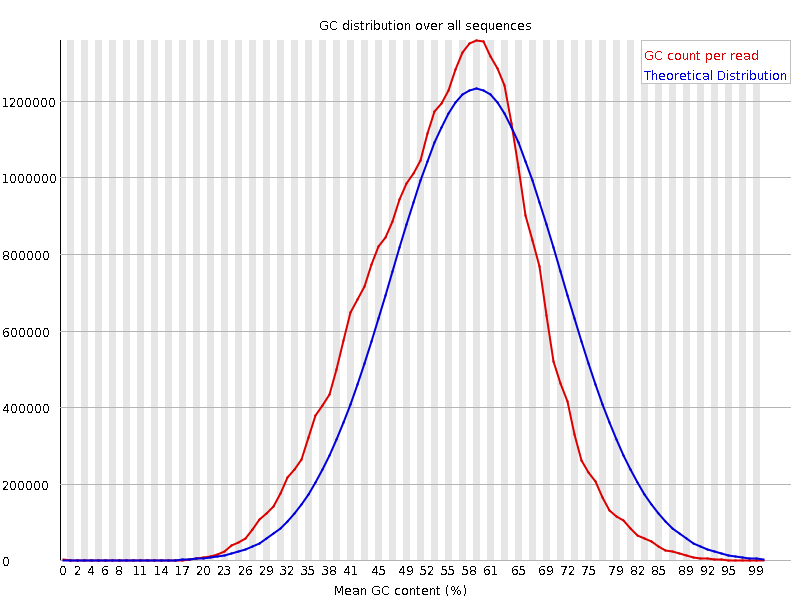 GC distribution over all sequences
GC count per read
Theoretical Distribution
1200000
1000000
800000
600000
400000
200000
0
0 2 4 6 8 11 14 17 20 23 26 29 32 35 38 41 45 49 52 55 58 61 65 69 72 75 79 82 85 89 92 95 99
Mean GC content (%)